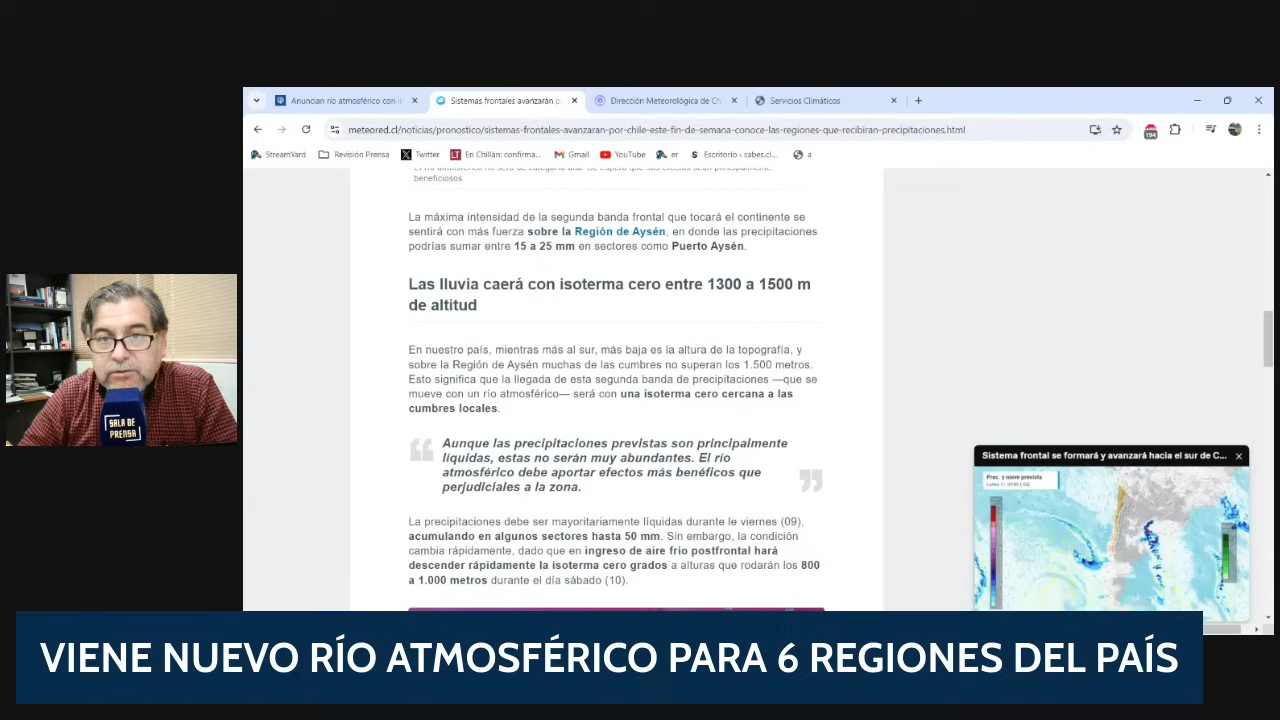 Anuncian río atmosférico con ll
Sistemas frontales avanzarán p
Dirección Meteorológica de Ch
Servicios Climáticos
meteored.cl/noticias/pronostico/sistemas-frontales-avanzaran-por-chile-este-fin-de-semana-conoce-las-regiones-que-recibiran-precipitaciones.html
194
StreamYard
Revisión Prensa
Twitter
LT En Chillán: confirma...
Gmail
YouTube
er
S Escritorio ‹ sabes.cl...
a
beneficiosos.
La máxima intensidad de la segunda banda frontal que tocará el continente se
sentirá con más fuerza sobre la Región de Aysén, en donde las precipitaciones
podrías sumar entre 15 a 25 mm en sectores como Puerto Aysén.
Las lluvia caerá con isoterma cero entre 1300 a 1500 m
de altitud
En nuestro país, mientras más al sur, más baja es la altura de la topografía, y
sobre la Región de Aysén muchas de las cumbres no superan los 1.500 metros.
Esto significa que la llegada de esta segunda banda de precipitaciones —que se
mueve con un río atmosférico— será con una isoterma cero cercana a las
cumbres locales.
Aunque las precipitaciones previstas son principalmente
líquidas, estas no serán muy abundantes. El río
atmosférico debe aportar efectos más benéficos que
perjudiciales a la zona.
La precipitaciones debe ser mayoritariamente líquidas durante le viernes (09),
acumulando en algunos sectores hasta 50 mm. Sin embargo, la condición
cambia rápidamente, dado que en ingreso de aire frío postfrontal hará
descender rápidamente la isoterma cero grados a alturas que rodarán los 800
a 1.000 metros durante el día sábado (10).
Sistema frontal se formará y avanzará hacia el sur de C...
Prec. y nieve prevista
SALA DE
PRENSA
VIENE NUEVO RÍO ATMOSFÉRICO PARA 6 REGIONES DEL PAÍS